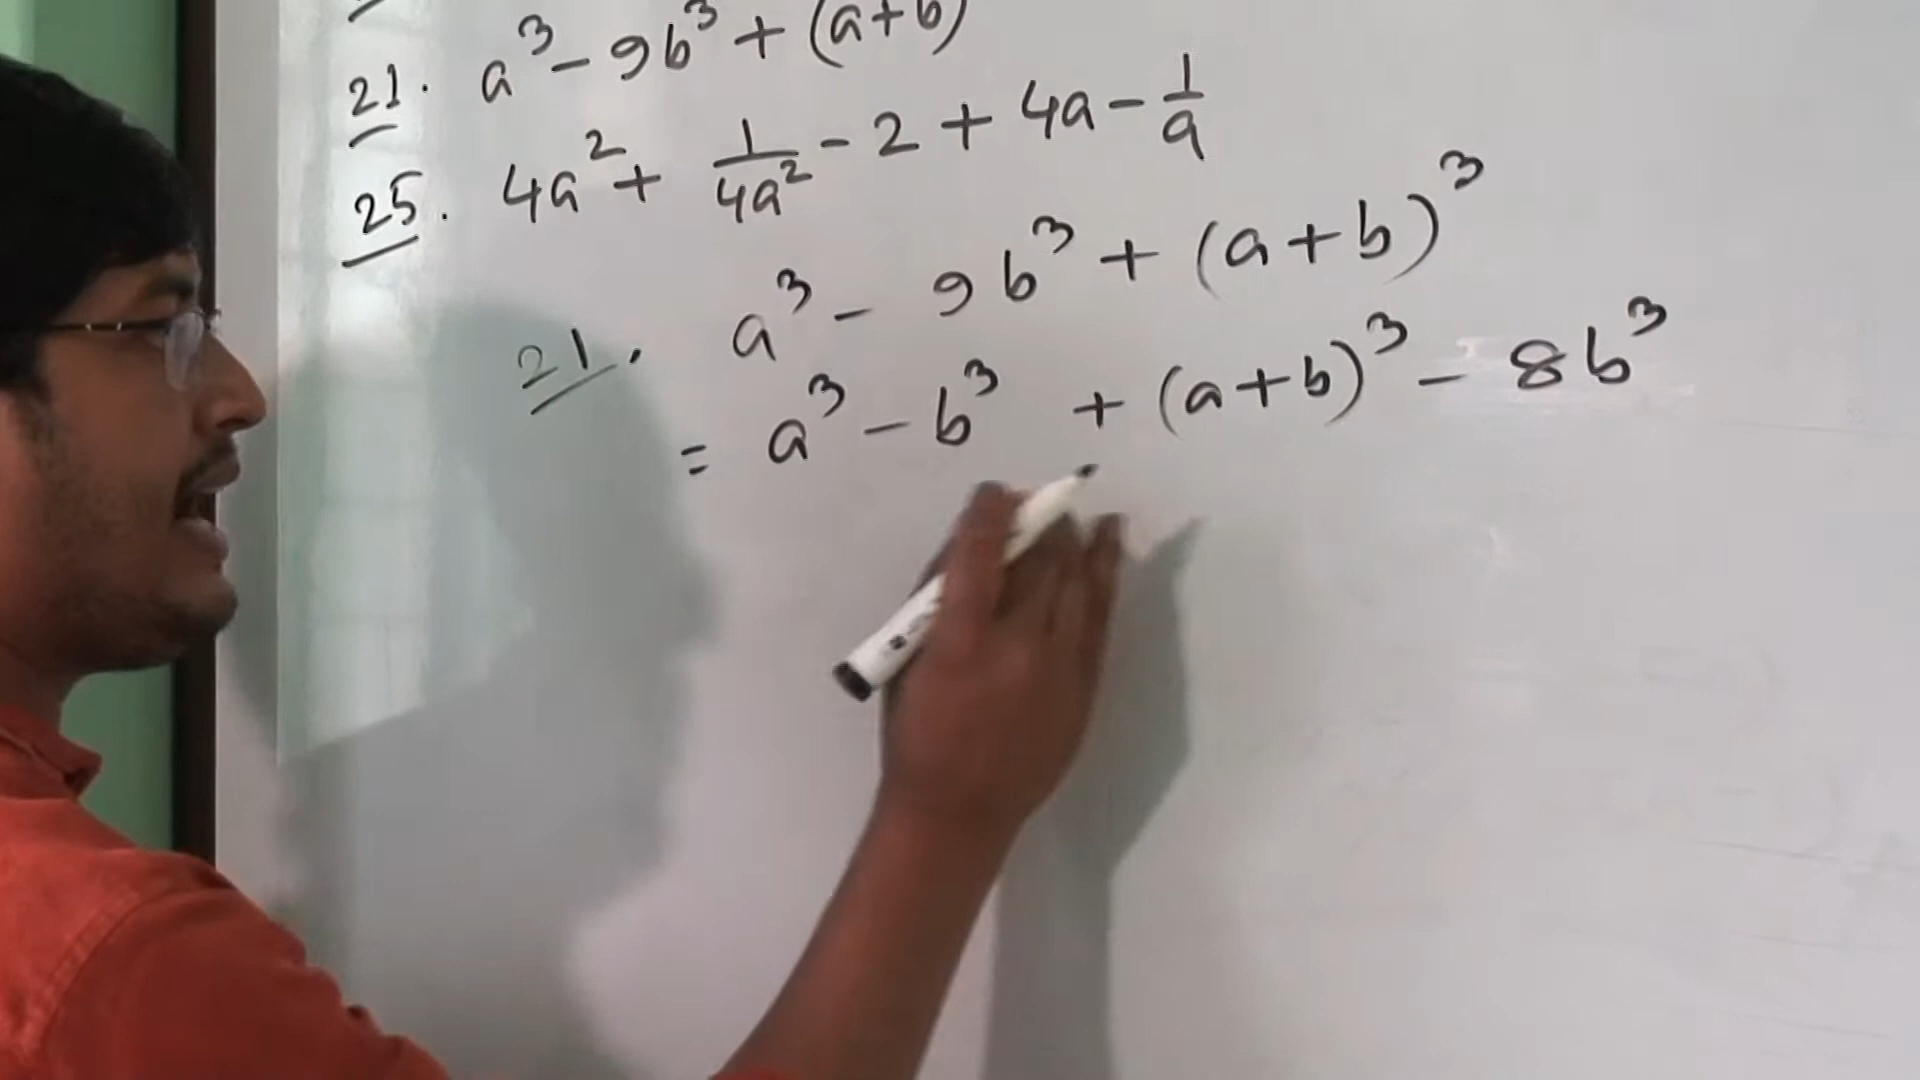 21. a³ - 9b³ + (a+b)
25. 4a² + 1/4a² - 2 + 4a - 1/a
21. a³ - 9b³ + (a+b)³
= a³ - b³ + (a+b)³ - 8b³